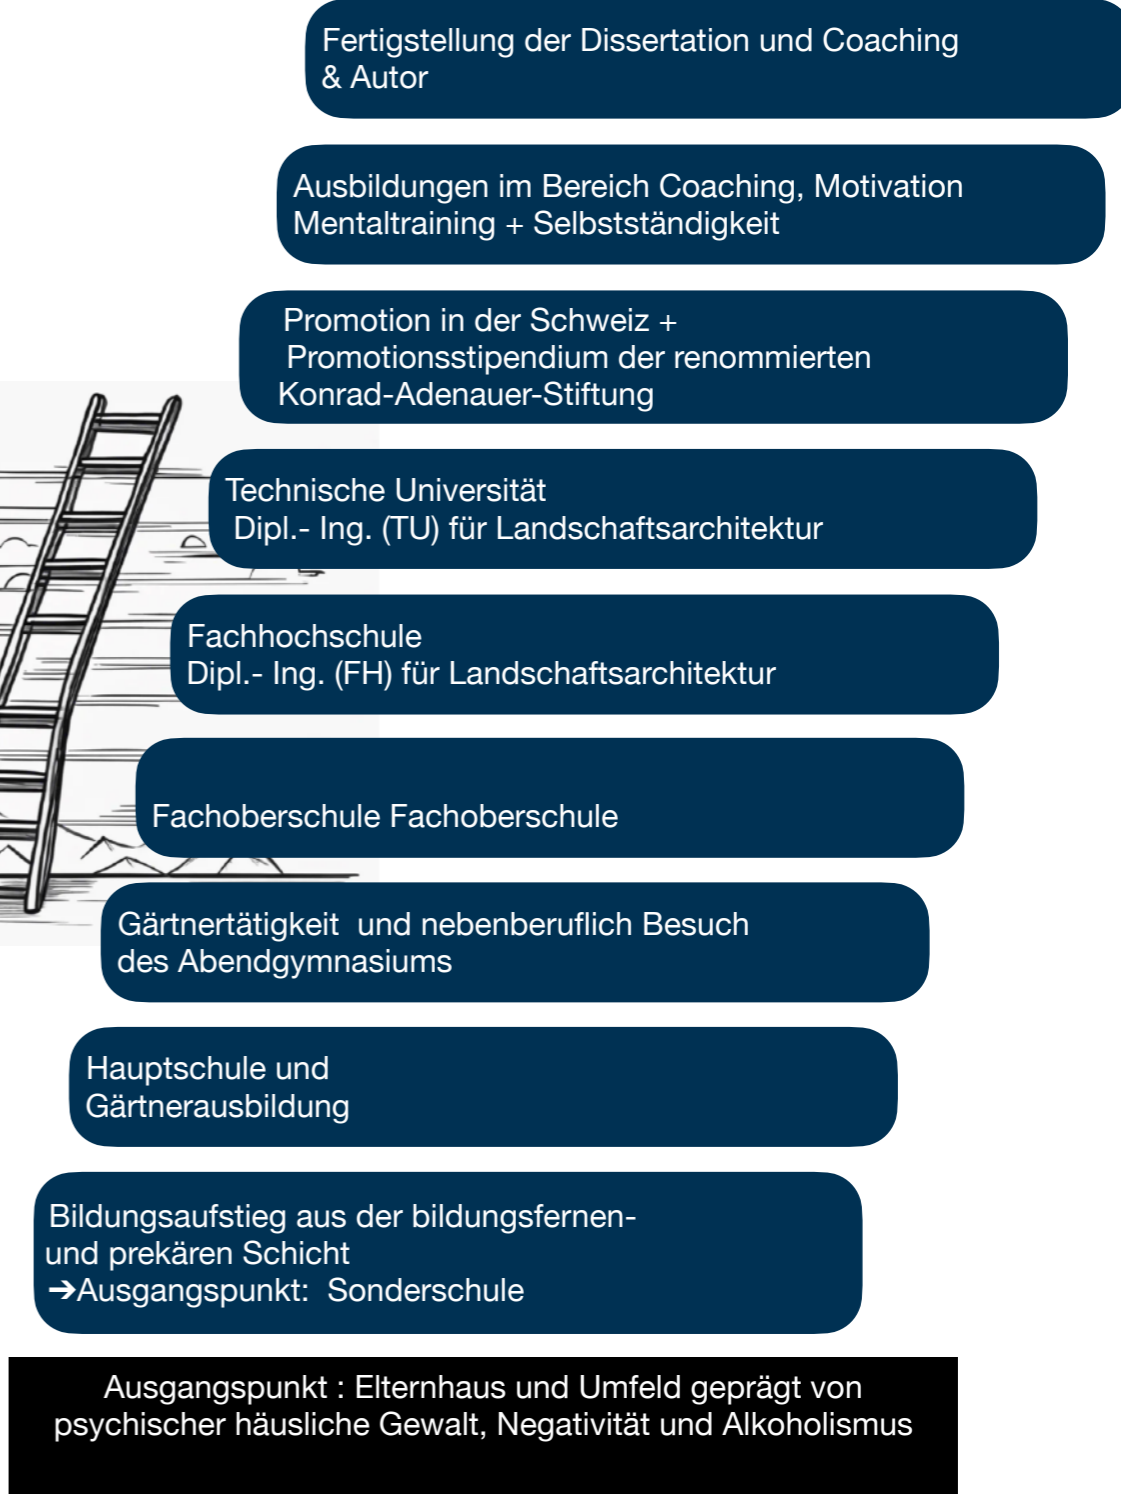 Fertigstellung der Dissertation und Coaching
& Autor
Ausbildungen im Bereich Coaching, Motivation
Mentaltraining + Selbstständigkeit
Promotion in der Schweiz +
Promotionsstipendium der renommierten
Konrad-Adenauer-Stiftung
Technische Universität
Dipl.- Ing. (TU) für Landschaftsarchitektur
Fachhochschule
Dipl.- Ing. (FH) für Landschaftsarchitektur
Fachoberschule Fachoberschule
Gärtnertätigkeit  und nebenberuflich Besuch
des Abendgymnasiums
Hauptschule und
Gärtnerausbildung
Bildungsaufstieg aus der bildungsfernen-
und prekären Schicht
➔Ausgangspunkt:  Sonderschule
Ausgangspunkt : Elternhaus und Umfeld geprägt von
psychischer häusliche Gewalt, Negativität und Alkoholismus